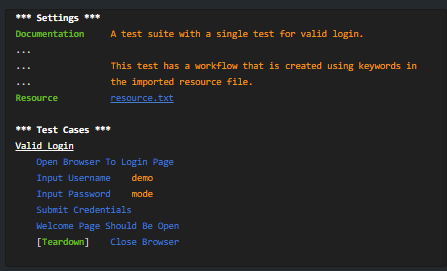 *** Settings ***
Documentation    A test suite with a single test for valid login.
...
...              This test has a workflow that is created using keywords in
...              the imported resource file.
Resource         resource.txt
*** Test Cases ***
Valid Login
    Open Browser To Login Page
    Input Username    demo
    Input Password    mode
    Submit Credentials
    Welcome Page Should Be Open
    [Teardown]    Close Browser